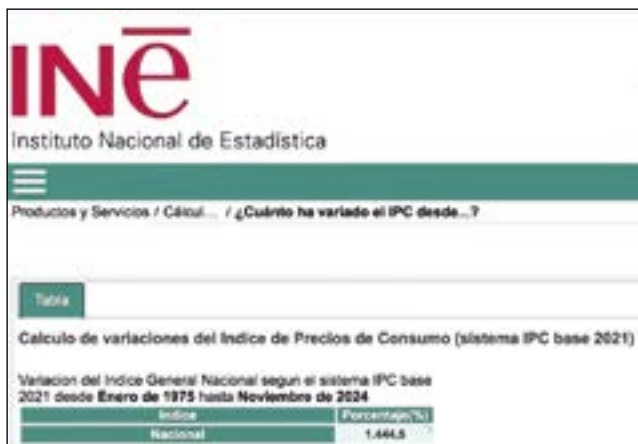 INē
Instituto Nacional de Estadística
Productos y Servicios / Cálcul... / ¿Cuánto ha variado el IPC desde...?
Tabla
Calculo de variaciones del Indice de Precios de Consumo (sistema IPC base 2021)
Variacion del Indice General Nacional segun el sistema IPC base
2021 desde Enero de 1975 hasta Noviembre de 2024
Indice Porcentaje(%)
Nacional 1.444,5